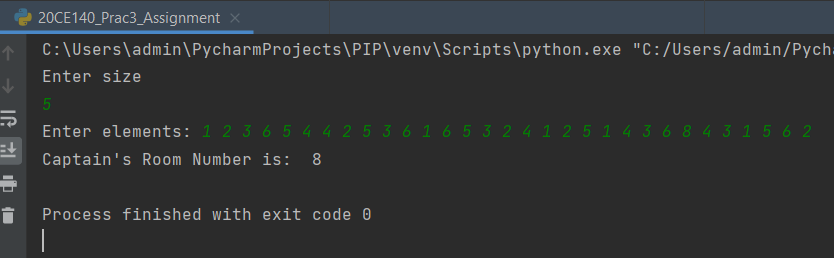 20CE140_Prac3_Assignment
C:\Users\admin\PycharmProjects\PIP\venv\Scripts\python.exe "C:/Users/admin/Pycha
Enter size
5
Enter elements: 1 2 3 6 5 4 4 2 5 3 6 1 6 5 3 2 4 1 2 5 1 4 3 6 8 4 3 1 5 6 2
Captain's Room Number is:  8
Process finished with exit code 0